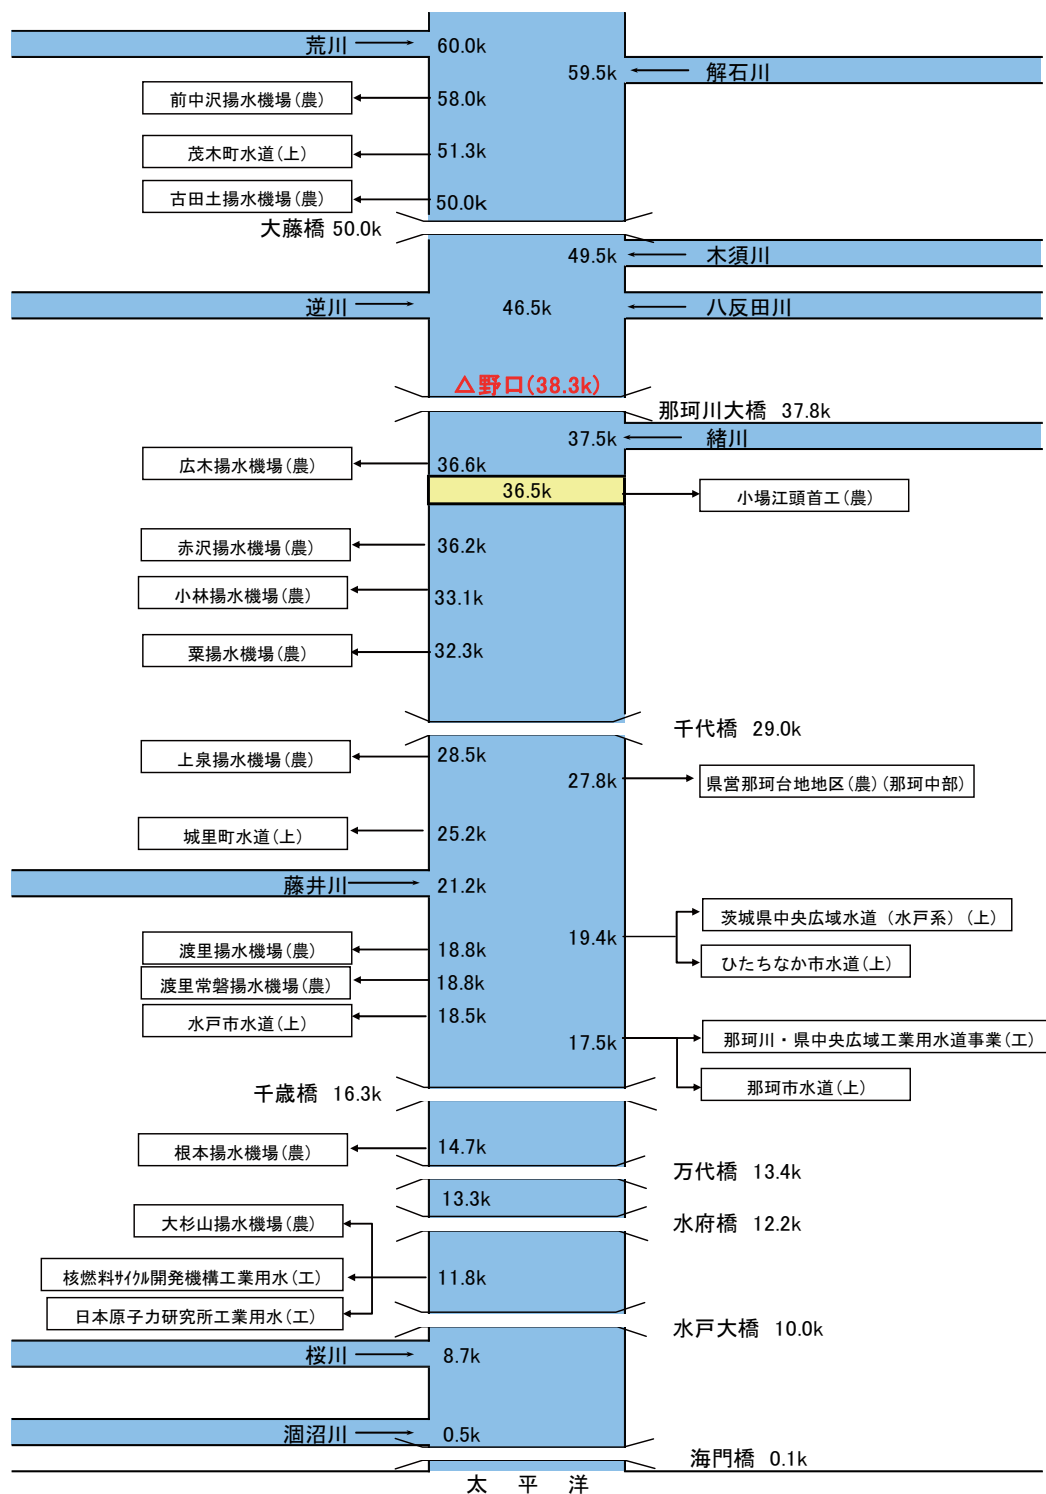 荒川 60.0k
59.5k 解石川
前中沢揚水機場(農) 58.0k
茂木町水道(上) 51.3k
古田土揚水機場(農) 50.0k
大藤橋 50.0k
49.5k 木須川
逆川 46.5k 八反田川
△野口(38.3k)
那珂川大橋 37.8k
37.5k 緒川
広木揚水機場(農) 36.6k
36.5k 小場江頭首工(農)
赤沢揚水機場(農) 36.2k
小林揚水機場(農) 33.1k
粟揚水機場(農) 32.3k
千代橋 29.0k
上泉揚水機場(農) 28.5k
27.8k 県営那珂台地地区(農)(那珂中部)
城里町水道(上) 25.2k
藤井川 21.2k
茨城県中央広域水道（水戸系）(上)
19.4k
渡里揚水機場(農) 18.8k
ひたちなか市水道(上)
渡里常磐揚水機場(農) 18.8k
水戸市水道(上) 18.5k
17.5k 那珂川・県中央広域工業用水道事業(工)
那珂市水道(上)
千歳橋 16.3k
根本揚水機場(農) 14.7k
万代橋 13.4k
13.3k
大杉山揚水機場(農)
水府橋 12.2k
核燃料ｻｲｸﾙ開発機構工業用水(工) 11.8k
日本原子力研究所工業用水(工)
水戸大橋 10.0k
桜川 8.7k
涸沼川 0.5k
海門橋 0.1k
太 平 洋